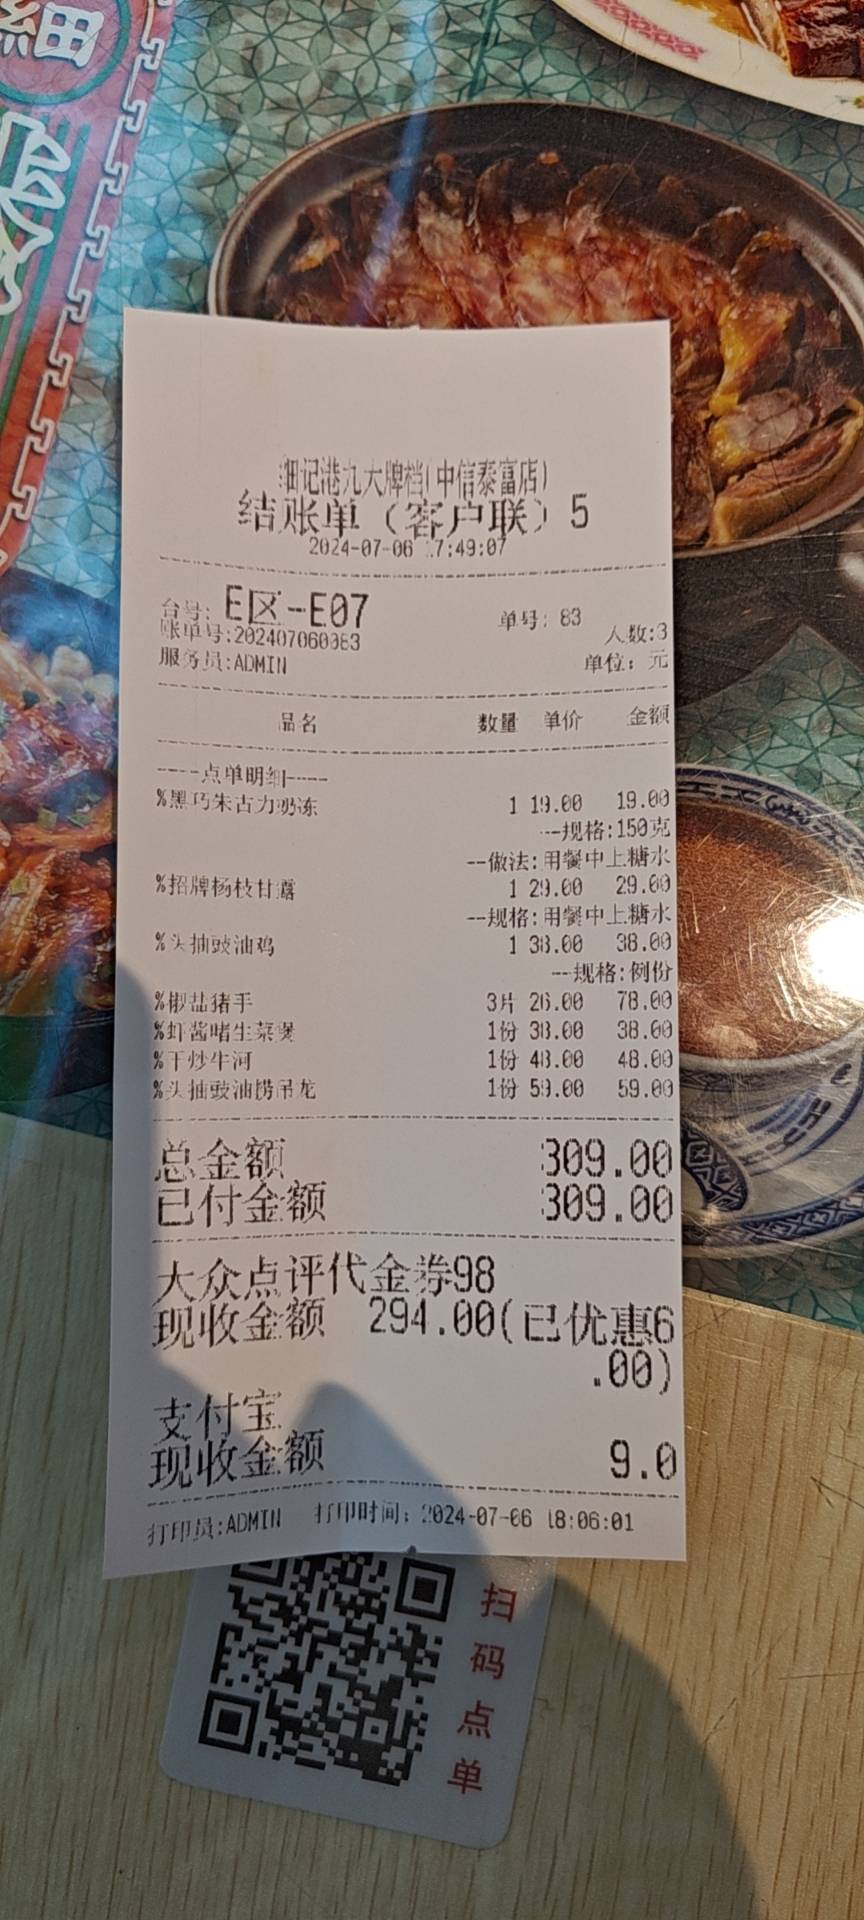 細
细记港九大牌档(中信泰富店)
结账单（客户联）5
2024-07-06 17:49:07
台号: E区-E07 单号: 83
账单号:202407060083 人数:3
服务员:ADMIN 单位: 元
品名 数量 单价 金额
-----点单明细-----
%黑巧朱古力奶冻 1 19.00 19.00
--规格:150克
--做法:用餐中上糖水
%招牌杨枝甘露 1 29.00 29.00
--规格:用餐中上糖水
%头抽豉油鸡 1 38.00 38.00
--规格:例份
%椒盐猪手 3片 26.00 78.00
%虾酱啫生菜煲 1份 38.00 38.00
%干炒牛河 1份 48.00 48.00
%头抽豉油捞吊龙 1份 59.00 59.00
总金额 309.00
已付金额 309.00
大众点评代金券98
现收金额 294.00(已优惠6
.00)
支付宝
现收金额 9.0
打印员:ADMIN 打印时间: 2024-07-06 18:06:01
扫码点单